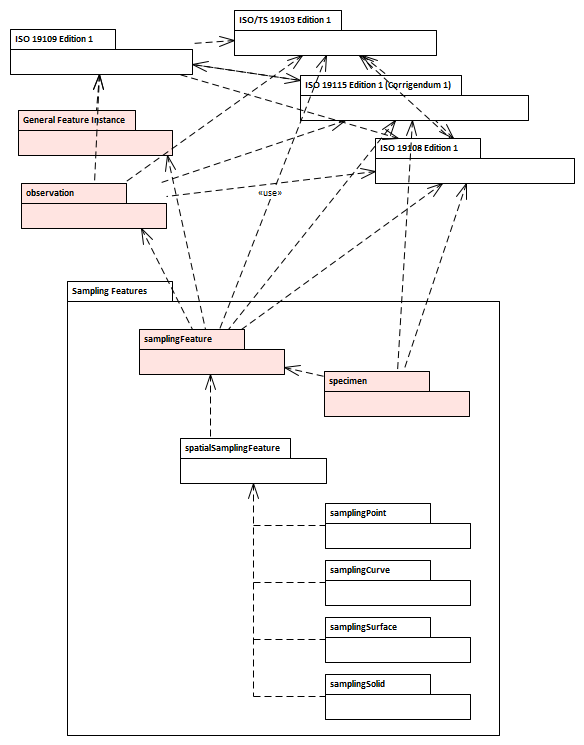 ISO/TS 19103 Edition 1
ISO 19109 Edition 1
ISO 19115 Edition 1 (Corrigendum 1)
General Feature Instance
ISO 19108 Edition 1
observation
«use»
Sampling Features
samplingFeature
specimen
spatialSamplingFeature
samplingPoint
samplingCurve
samplingSurface
samplingSolid